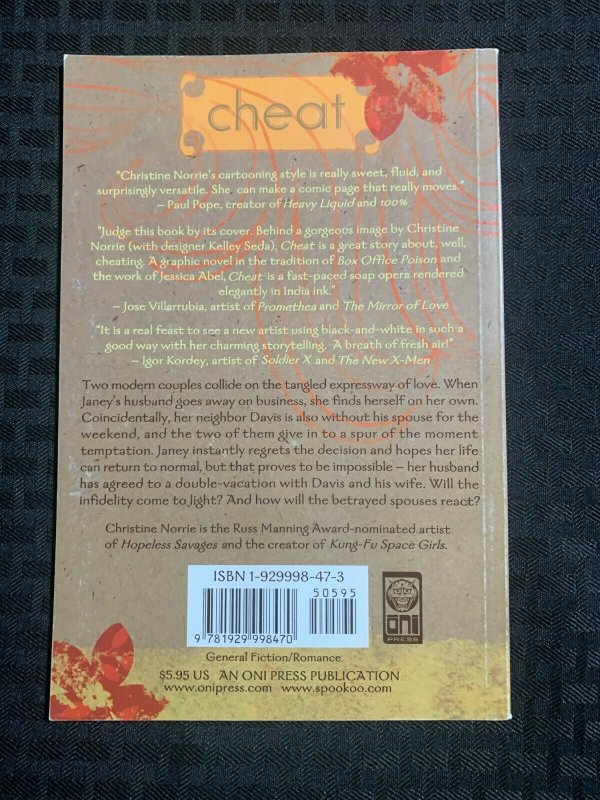 cheat
"Christine Norrie's cartooning style is really sweet, fluid, and
surprisingly versatile. She can make a comic page that really moves."
– Paul Pope, creator of Heavy Liquid and 100%
"Judge this book by its cover. Behind a gorgeous image by Christine
Norrie (with designer Kelley Seda), Cheat is a great story about, well,
cheating. A graphic novel in the tradition of Box Office Poison and
the work of Jessica Abel, Cheat is a fast-paced soap opera rendered
elegantly in India ink."
– Jose Villarrubia, artist of Promethea and The Mirror of Love
"It is a real feast to see a new artist using black-and-white in such a
good way with her charming storytelling. A breath of fresh air!"
– Igor Kordey, artist of Soldier X and The New X-Men
Two modern couples collide on the tangled expressway of love. When
Janey's husband goes away on business, she finds herself on her own.
Coincidentally, her neighbor Davis is also without his spouse for the
weekend, and the two of them give in to a spur of the moment
temptation. Janey instantly regrets the decision and hopes her life
can return to normal, but that proves to be impossible – her husband
has agreed to a double-vacation with Davis and his wife. Will the
infidelity come to light? And how will the betrayed spouses react?
Christine Norrie is the Russ Manning Award-nominated artist
of Hopeless Savages and the creator of Kung-Fu Space Girls.
ISBN 1-929998-47-3
50595
9 781929 998470
oni
PRESS
General Fiction/Romance
$5.95 US AN ONI PRESS PUBLICATION
www.onipress.com www.spookoo.com